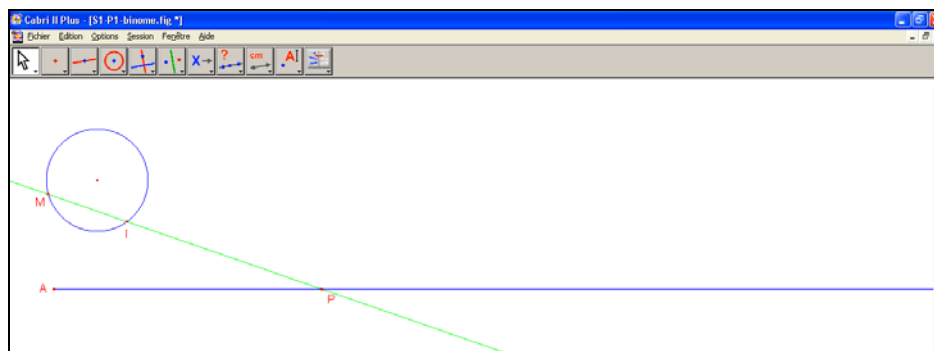 Cabri II Plus - [S1-P1-binome.fig *]
Fichier Edition Options Session Fenêtre Aide
X ? cm A
M
I
A
P